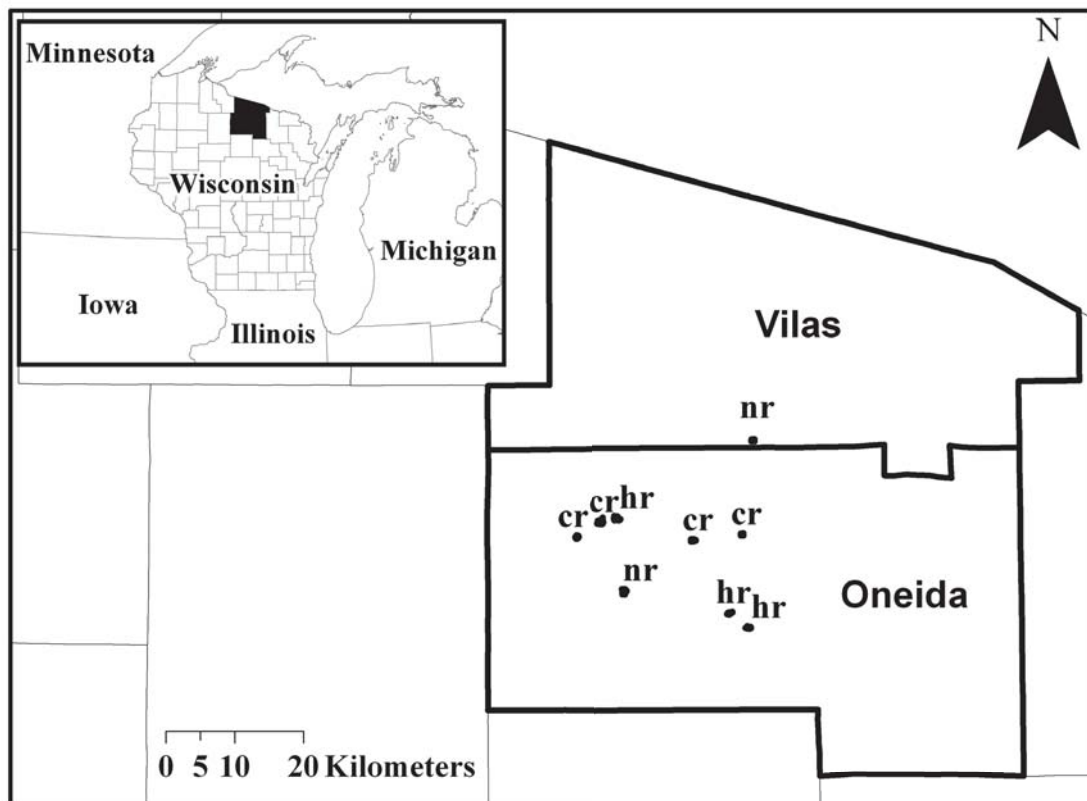 Minnesota
Wisconsin
Michigan
Iowa
Illinois
N
Vilas
nr
cr cr hr
cr cr
nr
hr hr
Oneida
0 5 10 20 Kilometers